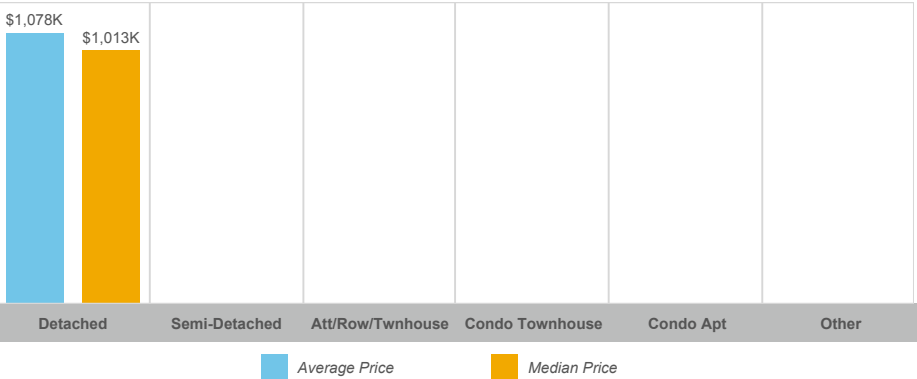 $1,078K
$1,013K
Detached Semi-Detached Att/Row/Twnhouse Condo Townhouse Condo Apt Other
Average Price Median Price